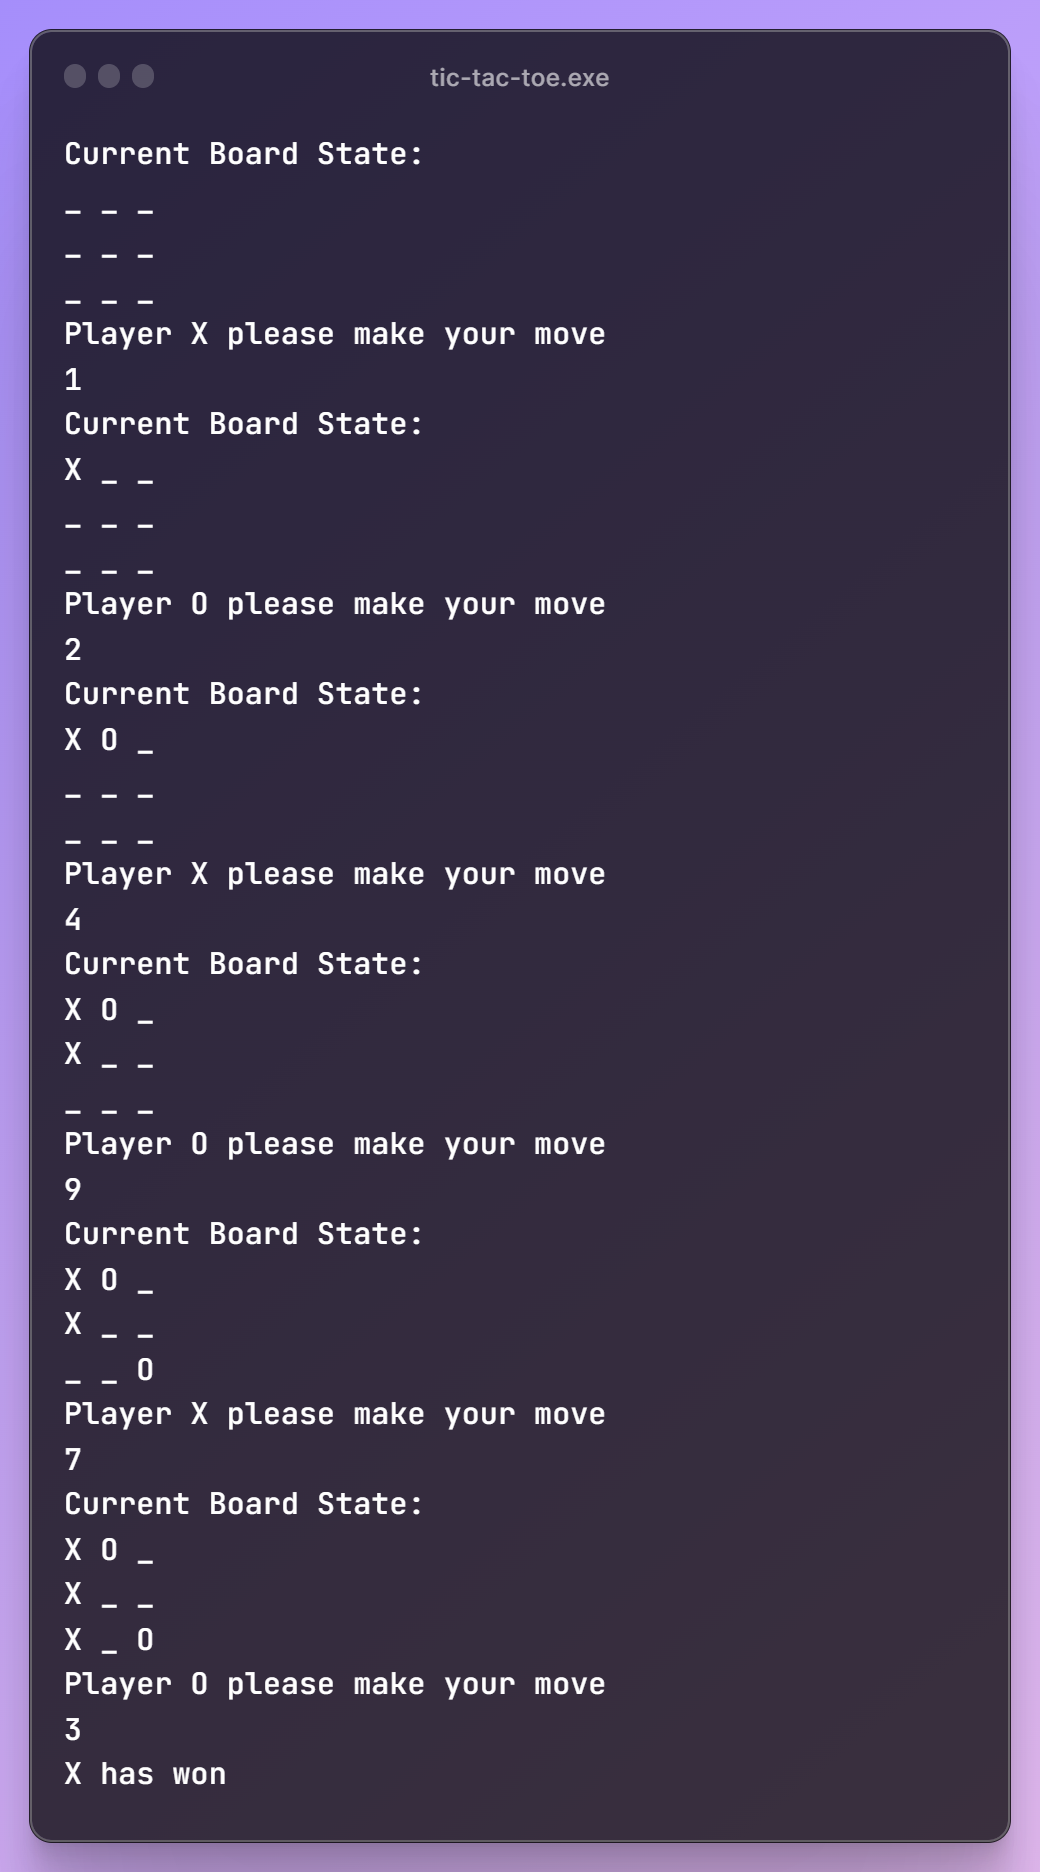 tic-tac-toe.exe
Current Board State:
_ _ _
_ _ _
_ _ _
Player X please make your move
1
Current Board State:
X _ _
_ _ _
_ _ _
Player O please make your move
2
Current Board State:
X O _
_ _ _
_ _ _
Player X please make your move
4
Current Board State:
X O _
X _ _
_ _ _
Player O please make your move
9
Current Board State:
X O _
X _ _
_ _ O
Player X please make your move
7
Current Board State:
X O _
X _ _
X _ O
Player O please make your move
3
X has won